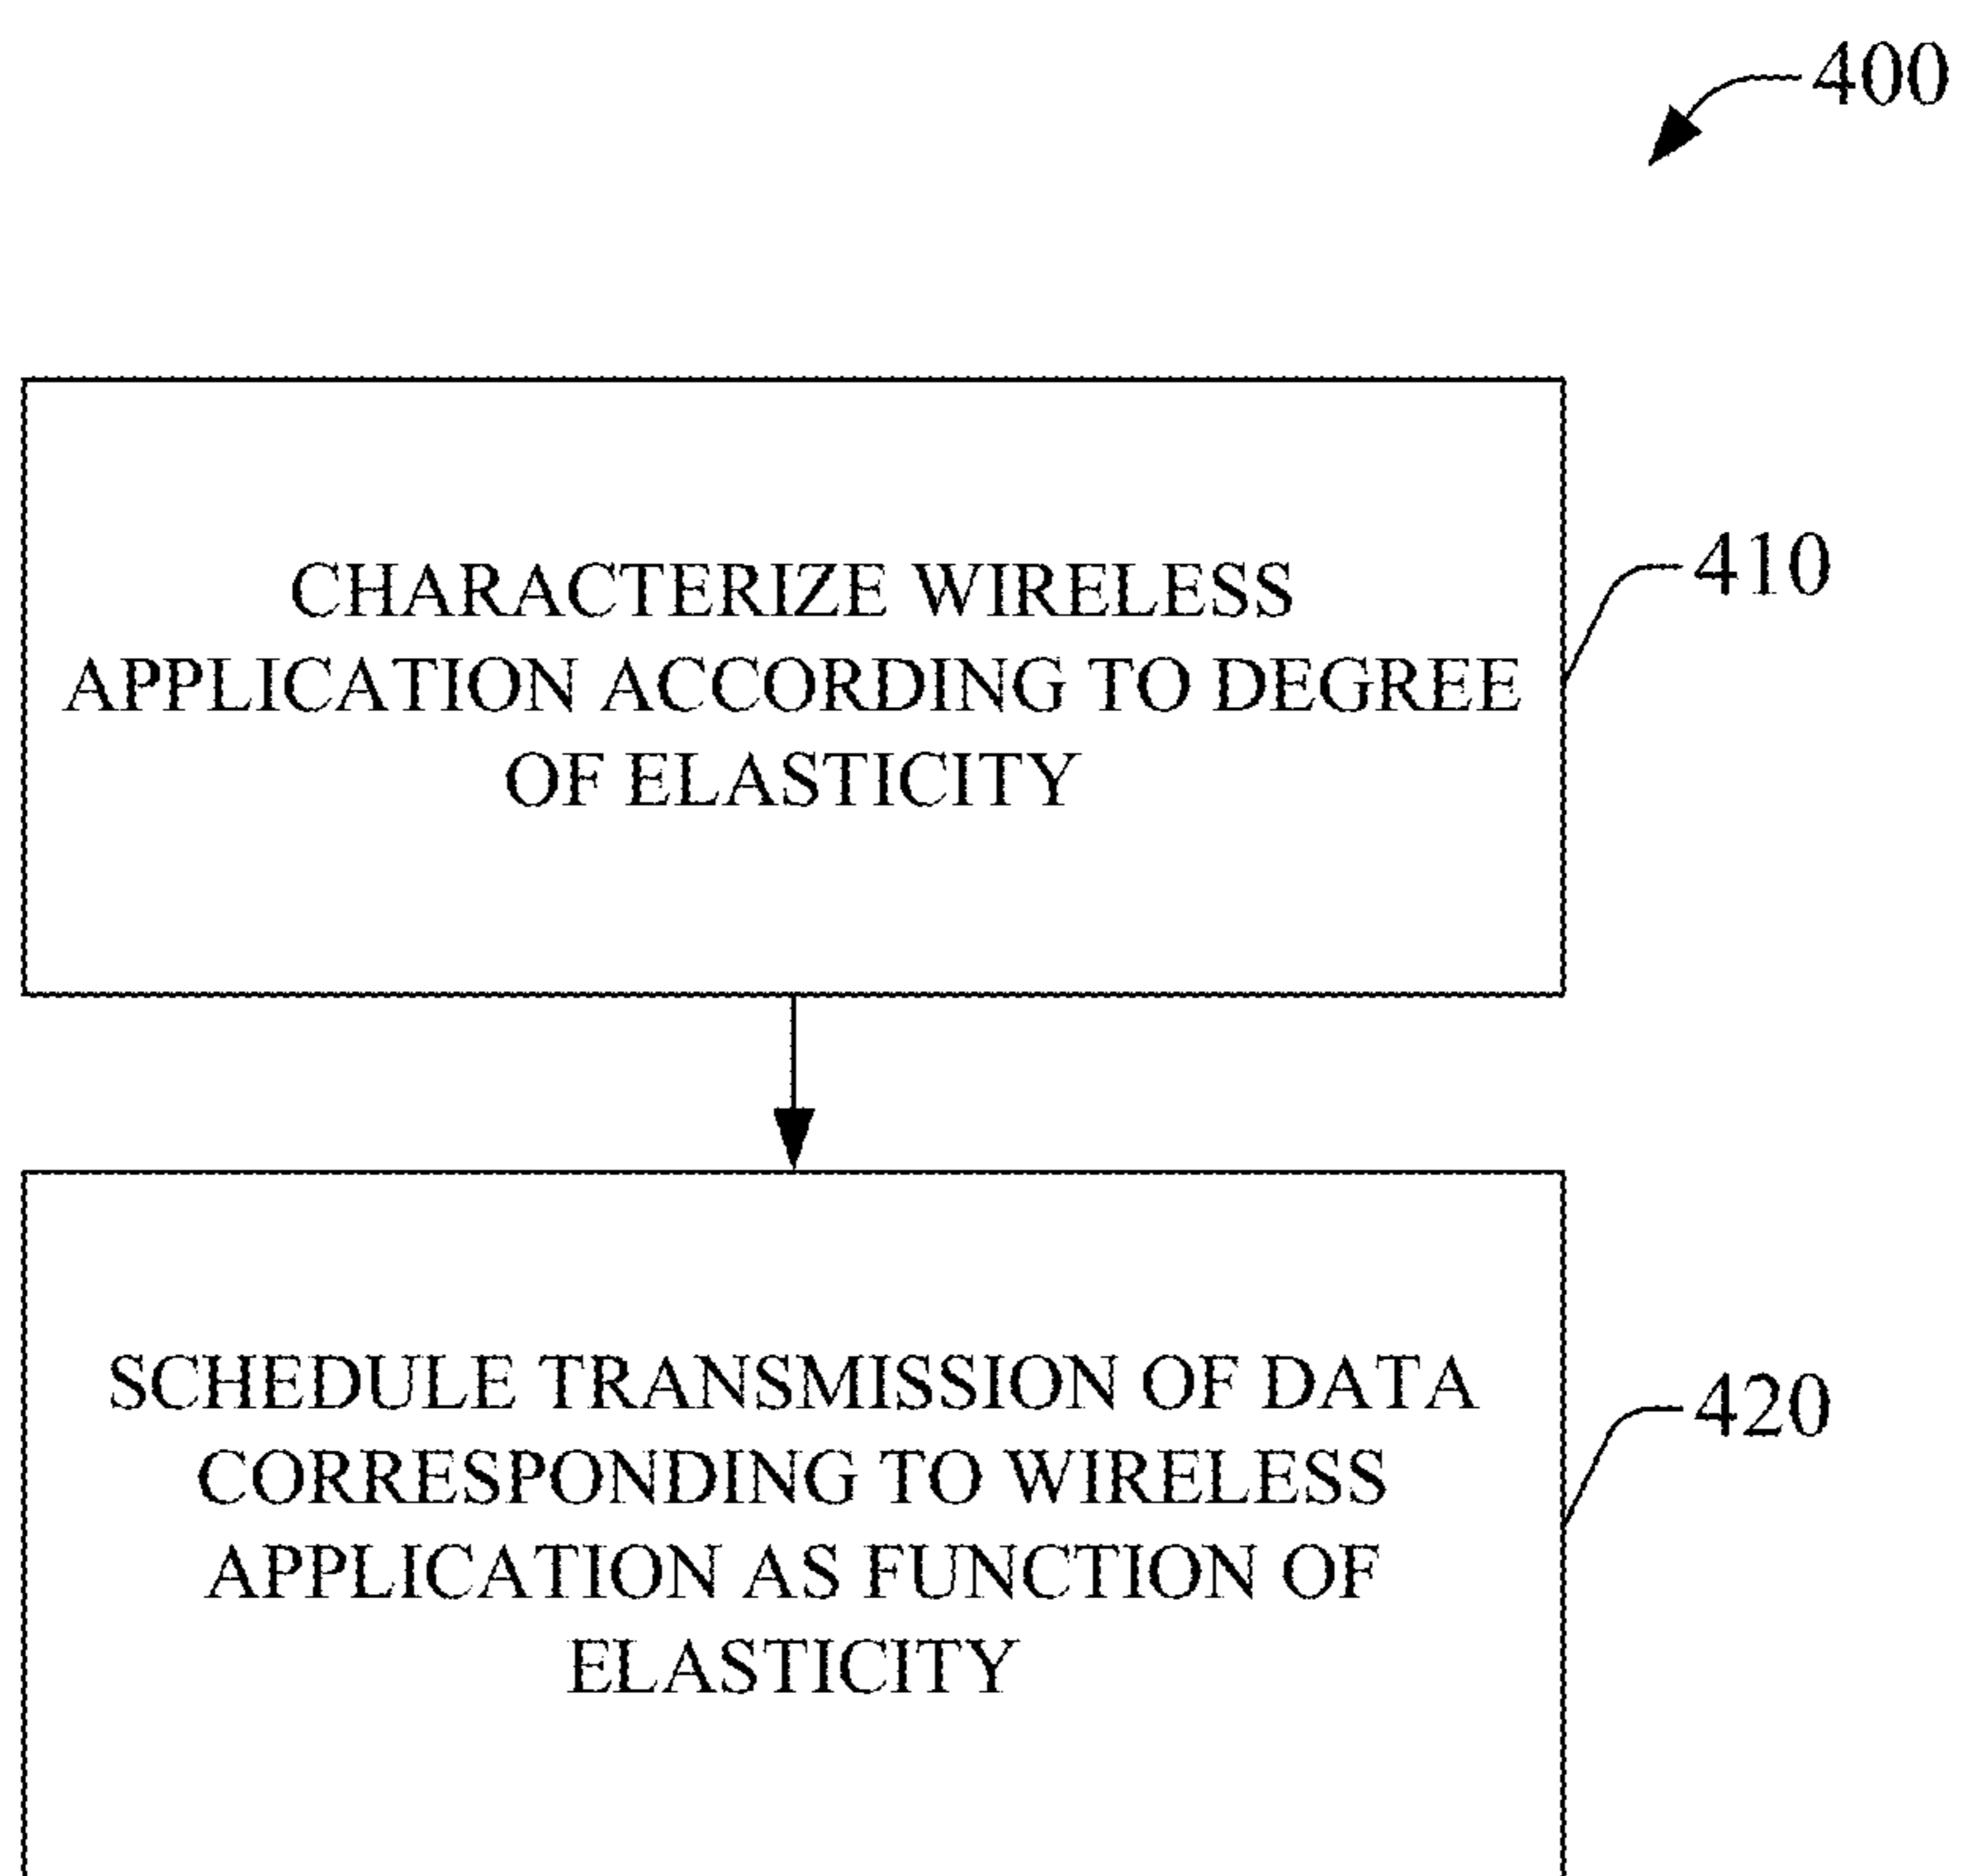 400
CHARACTERIZE WIRELESS
APPLICATION ACCORDING TO DEGREE
OF ELASTICITY
410
SCHEDULE TRANSMISSION OF DATA
CORRESPONDING TO WIRELESS
APPLICATION AS FUNCTION OF
ELASTICITY
420